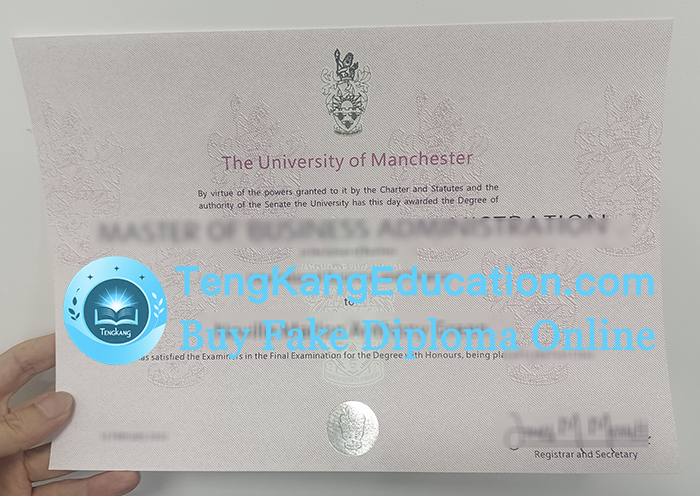 The University of Manchester
By virtue of the powers granted to it by the Charter and Statutes and the
authority of the Senate the University has this day awarded the Degree of
MASTER OF BUSINESS ADMINISTRATION
TengKangEducation.com
TENGKANG
to
Buy Fake Diploma Online
satisfied the Examiners in the Final Examination for the Degree with Honours, being
Registrar and Secretary